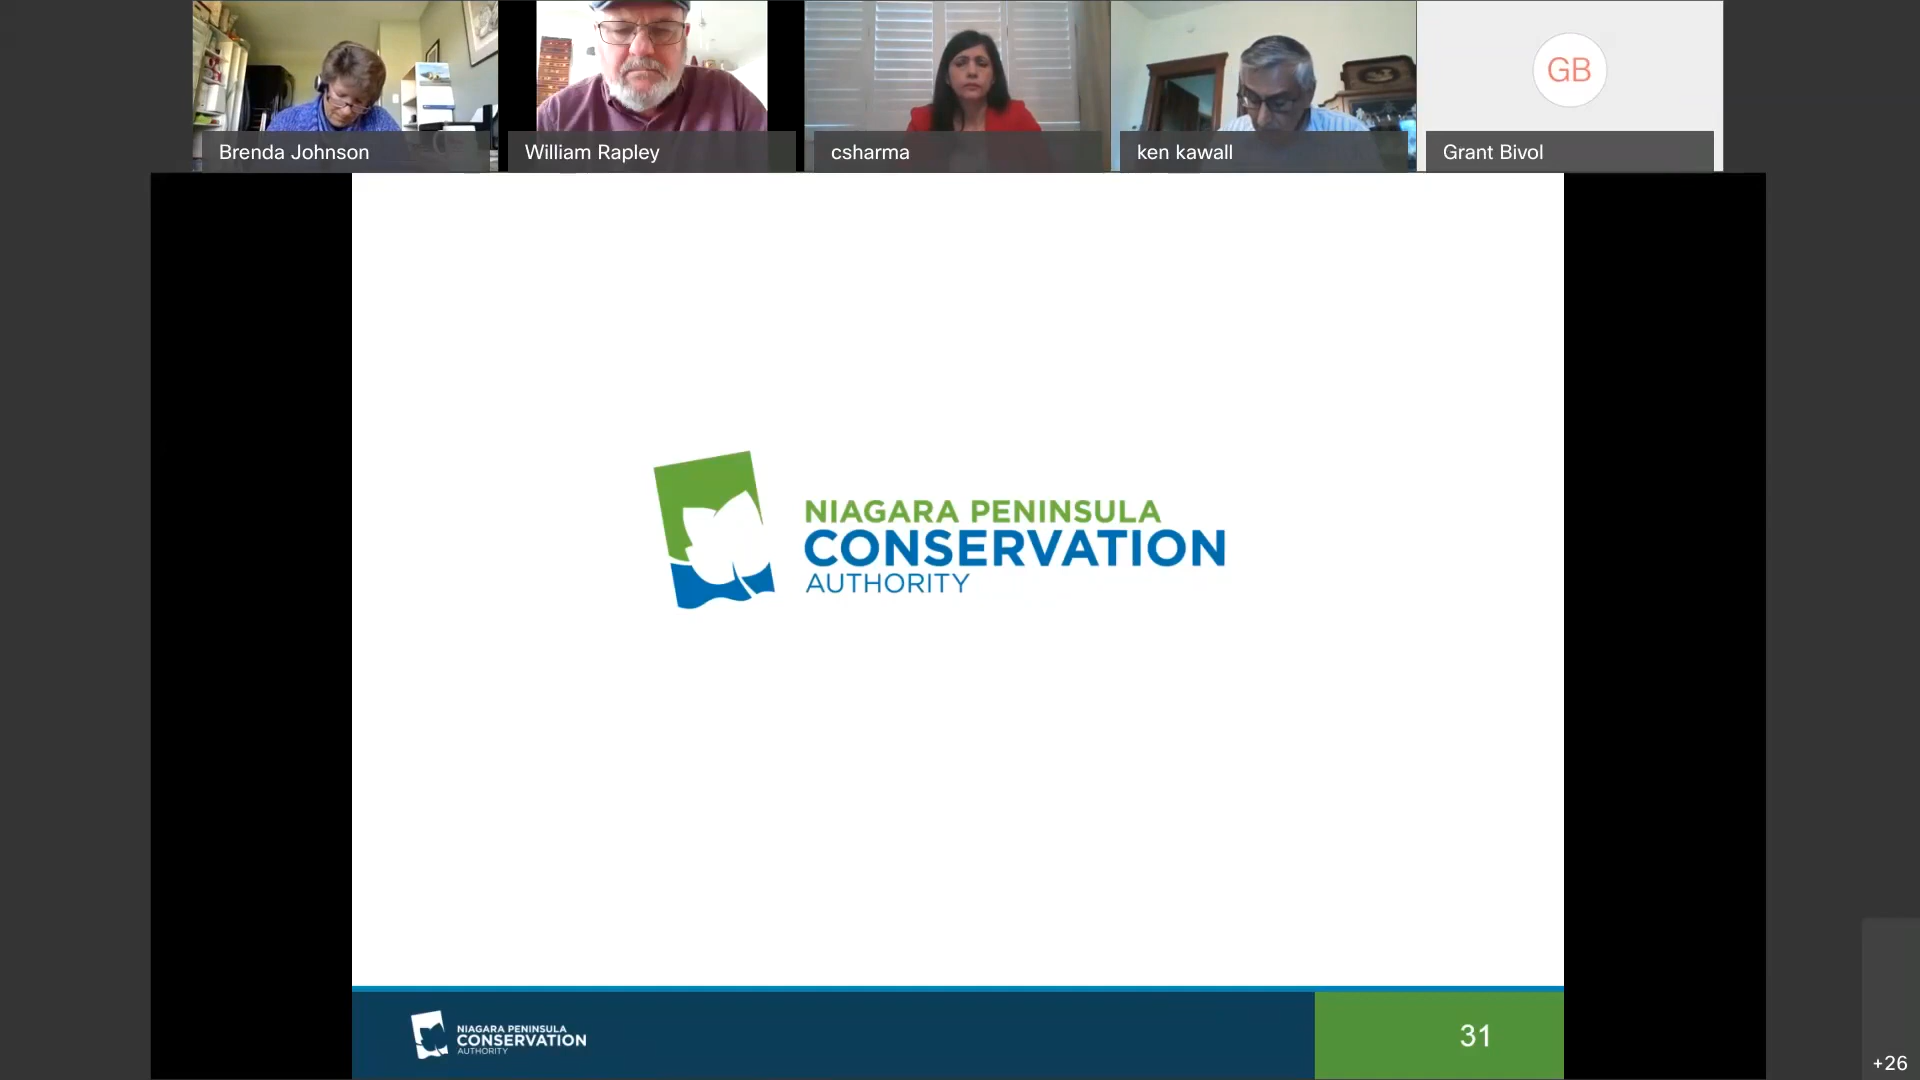 Brenda Johnson
William Rapley
csharma
ken kawall
GB
Grant Bivol
NIAGARA PENINSULA
CONSERVATION
AUTHORITY
NIAGARA PENINSULA
CONSERVATION
AUTHORITY
31
+26